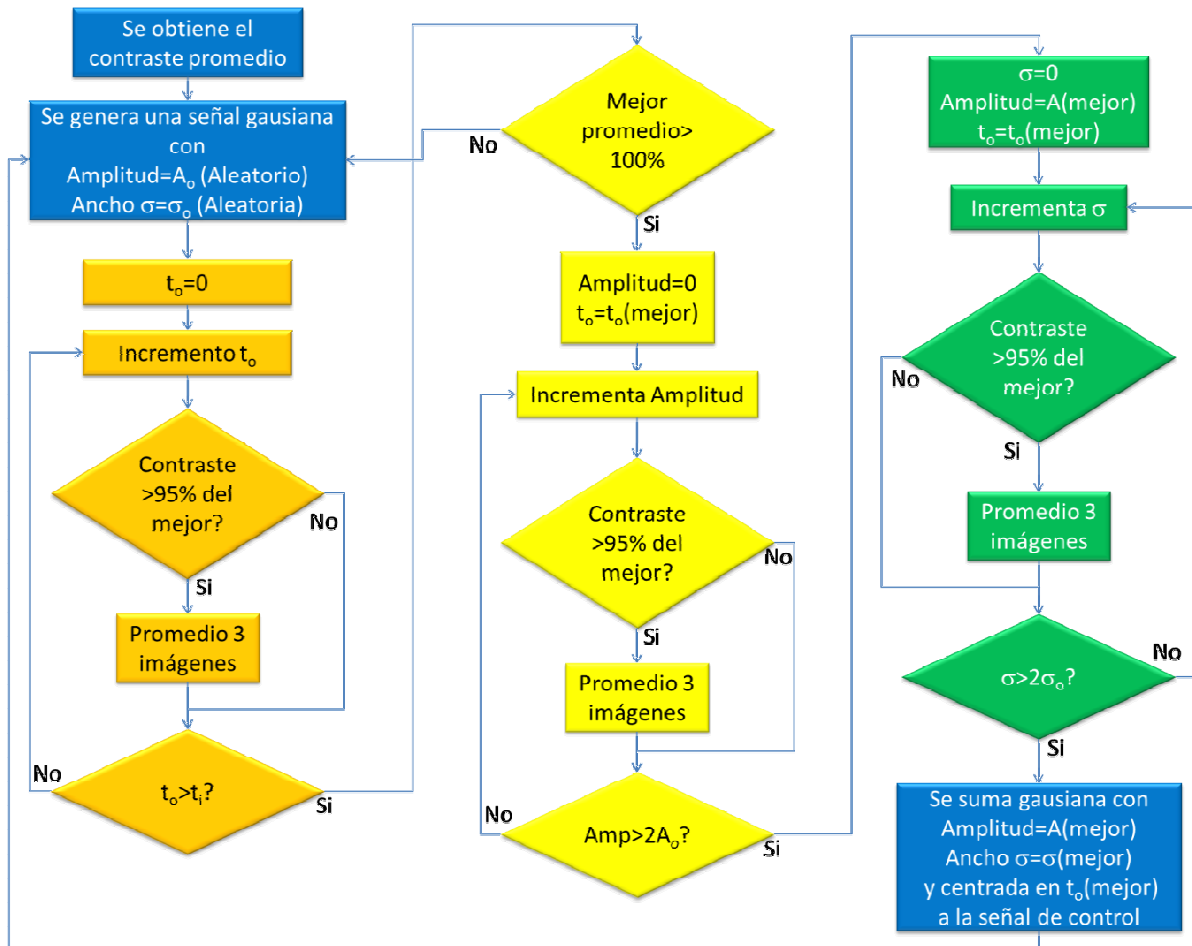 Se obtiene el
contraste promedio
Se genera una señal gausiana
con
Amplitud=Aₒ (Aleatorio)
Ancho σ=σₒ (Aleatoria)
tₒ=0
Incremento tₒ
Contraste
>95% del
mejor?
No
Si
Promedio 3
imágenes
tₒ>tᵢ?
No
Si
Mejor
promedio>
100%
No
Si
Amplitud=0
tₒ=tₒ(mejor)
Incrementa Amplitud
Contraste
>95% del
mejor?
No
Si
Promedio 3
imágenes
Amp>2Aₒ?
No
Si
σ=0
Amplitud=A(mejor)
tₒ=tₒ(mejor)
Incrementa σ
Contraste
>95% del
mejor?
No
Si
Promedio 3
imágenes
σ>2σₒ?
No
Si
Se suma gausiana con
Amplitud=A(mejor)
Ancho σ=σ(mejor)
y centrada en tₒ(mejor)
a la señal de control